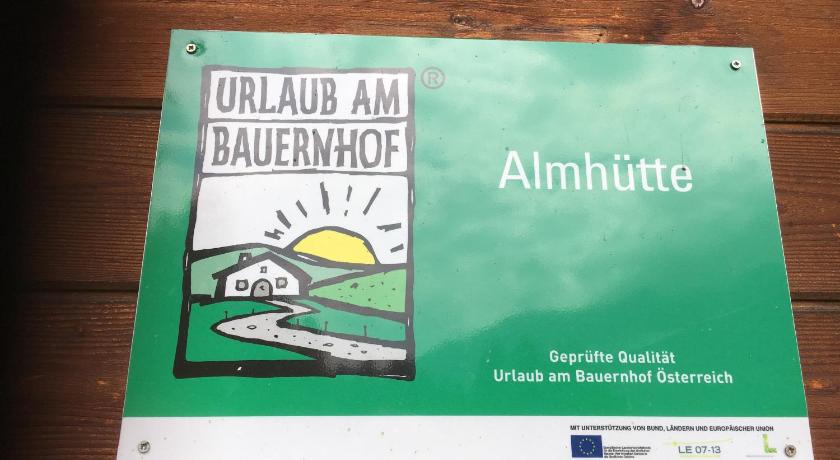 URLAUB AM
BAUERNHOF
®
Almhütte
Geprüfte Qualität
Urlaub am Bauernhof Österreich
MIT UNTERSTÜTZUNG VON BUND, LÄNDERN UND EUROPÄISCHER UNION
LE 07-13